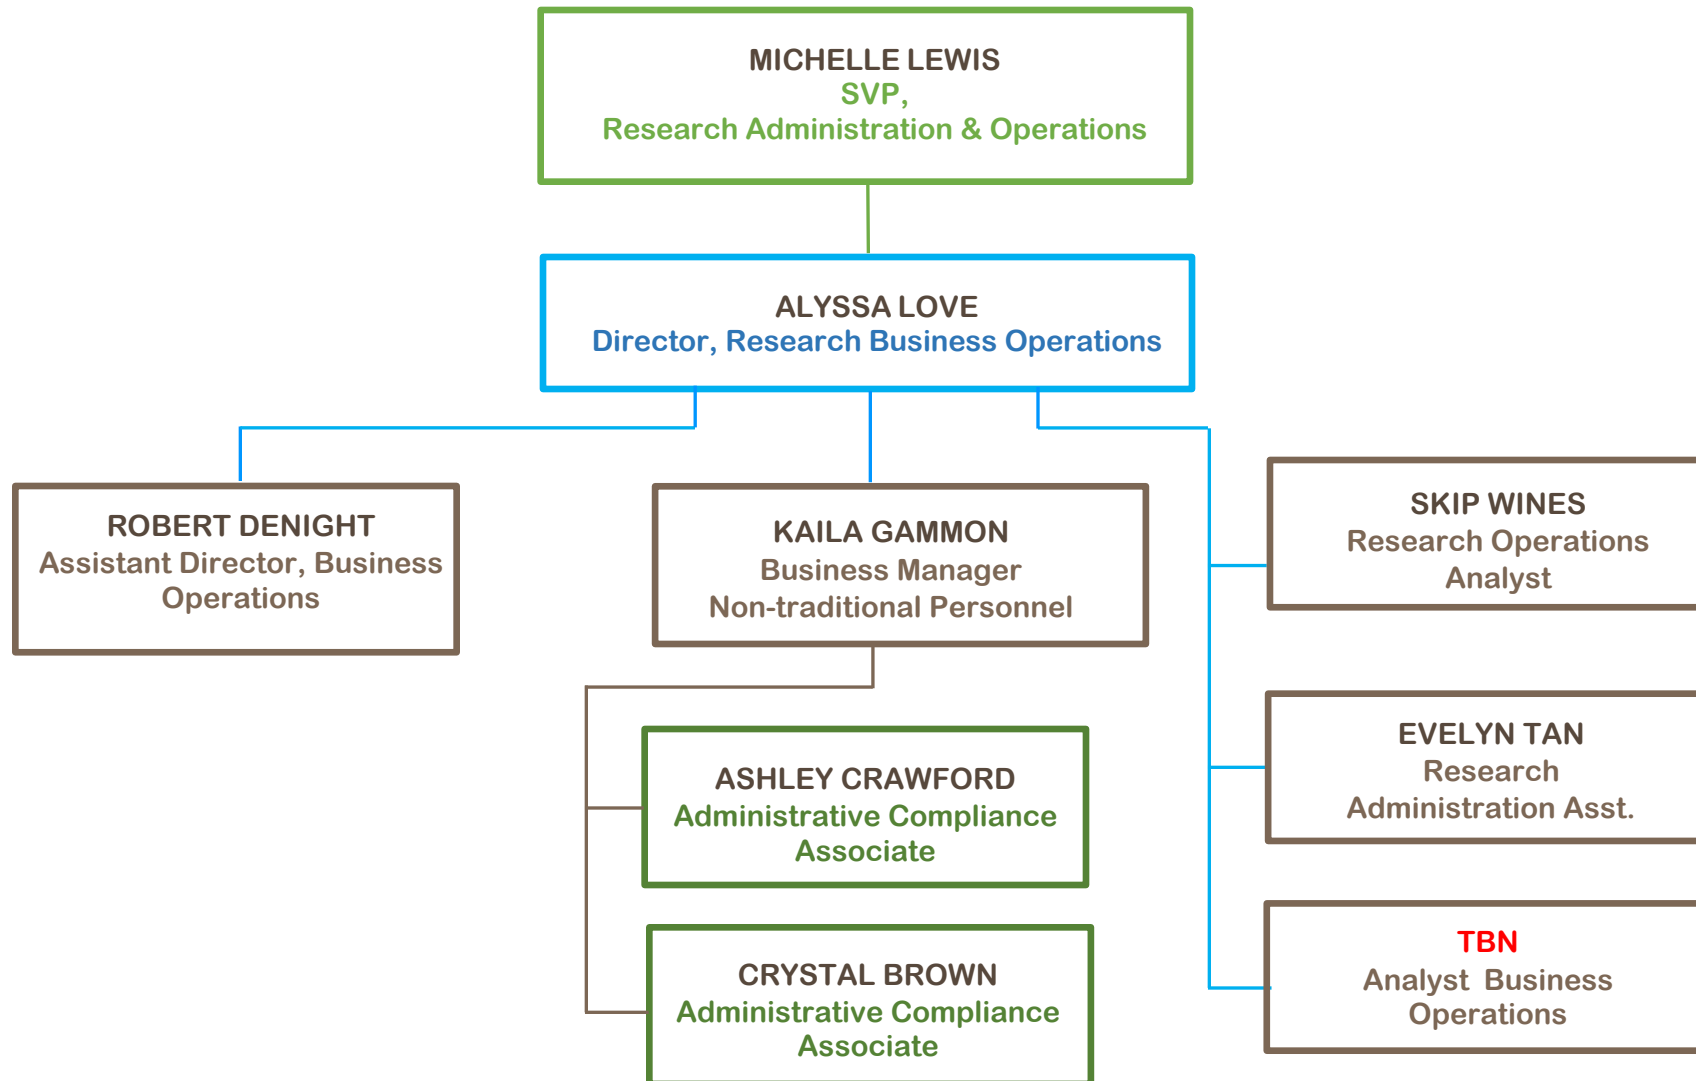 MICHELLE LEWIS
SVP,
Research Administration & Operations
ALYSSA LOVE
Director, Research Business Operations
ROBERT DENIGHT
Assistant Director, Business
Operations
KAILA GAMMON
Business Manager
Non-traditional Personnel
ASHLEY CRAWFORD
Administrative Compliance
Associate
CRYSTAL BROWN
Administrative Compliance
Associate
SKIP WINES
Research Operations
Analyst
EVELYN TAN
Research
Administration Asst.
TBN
Analyst  Business
Operations